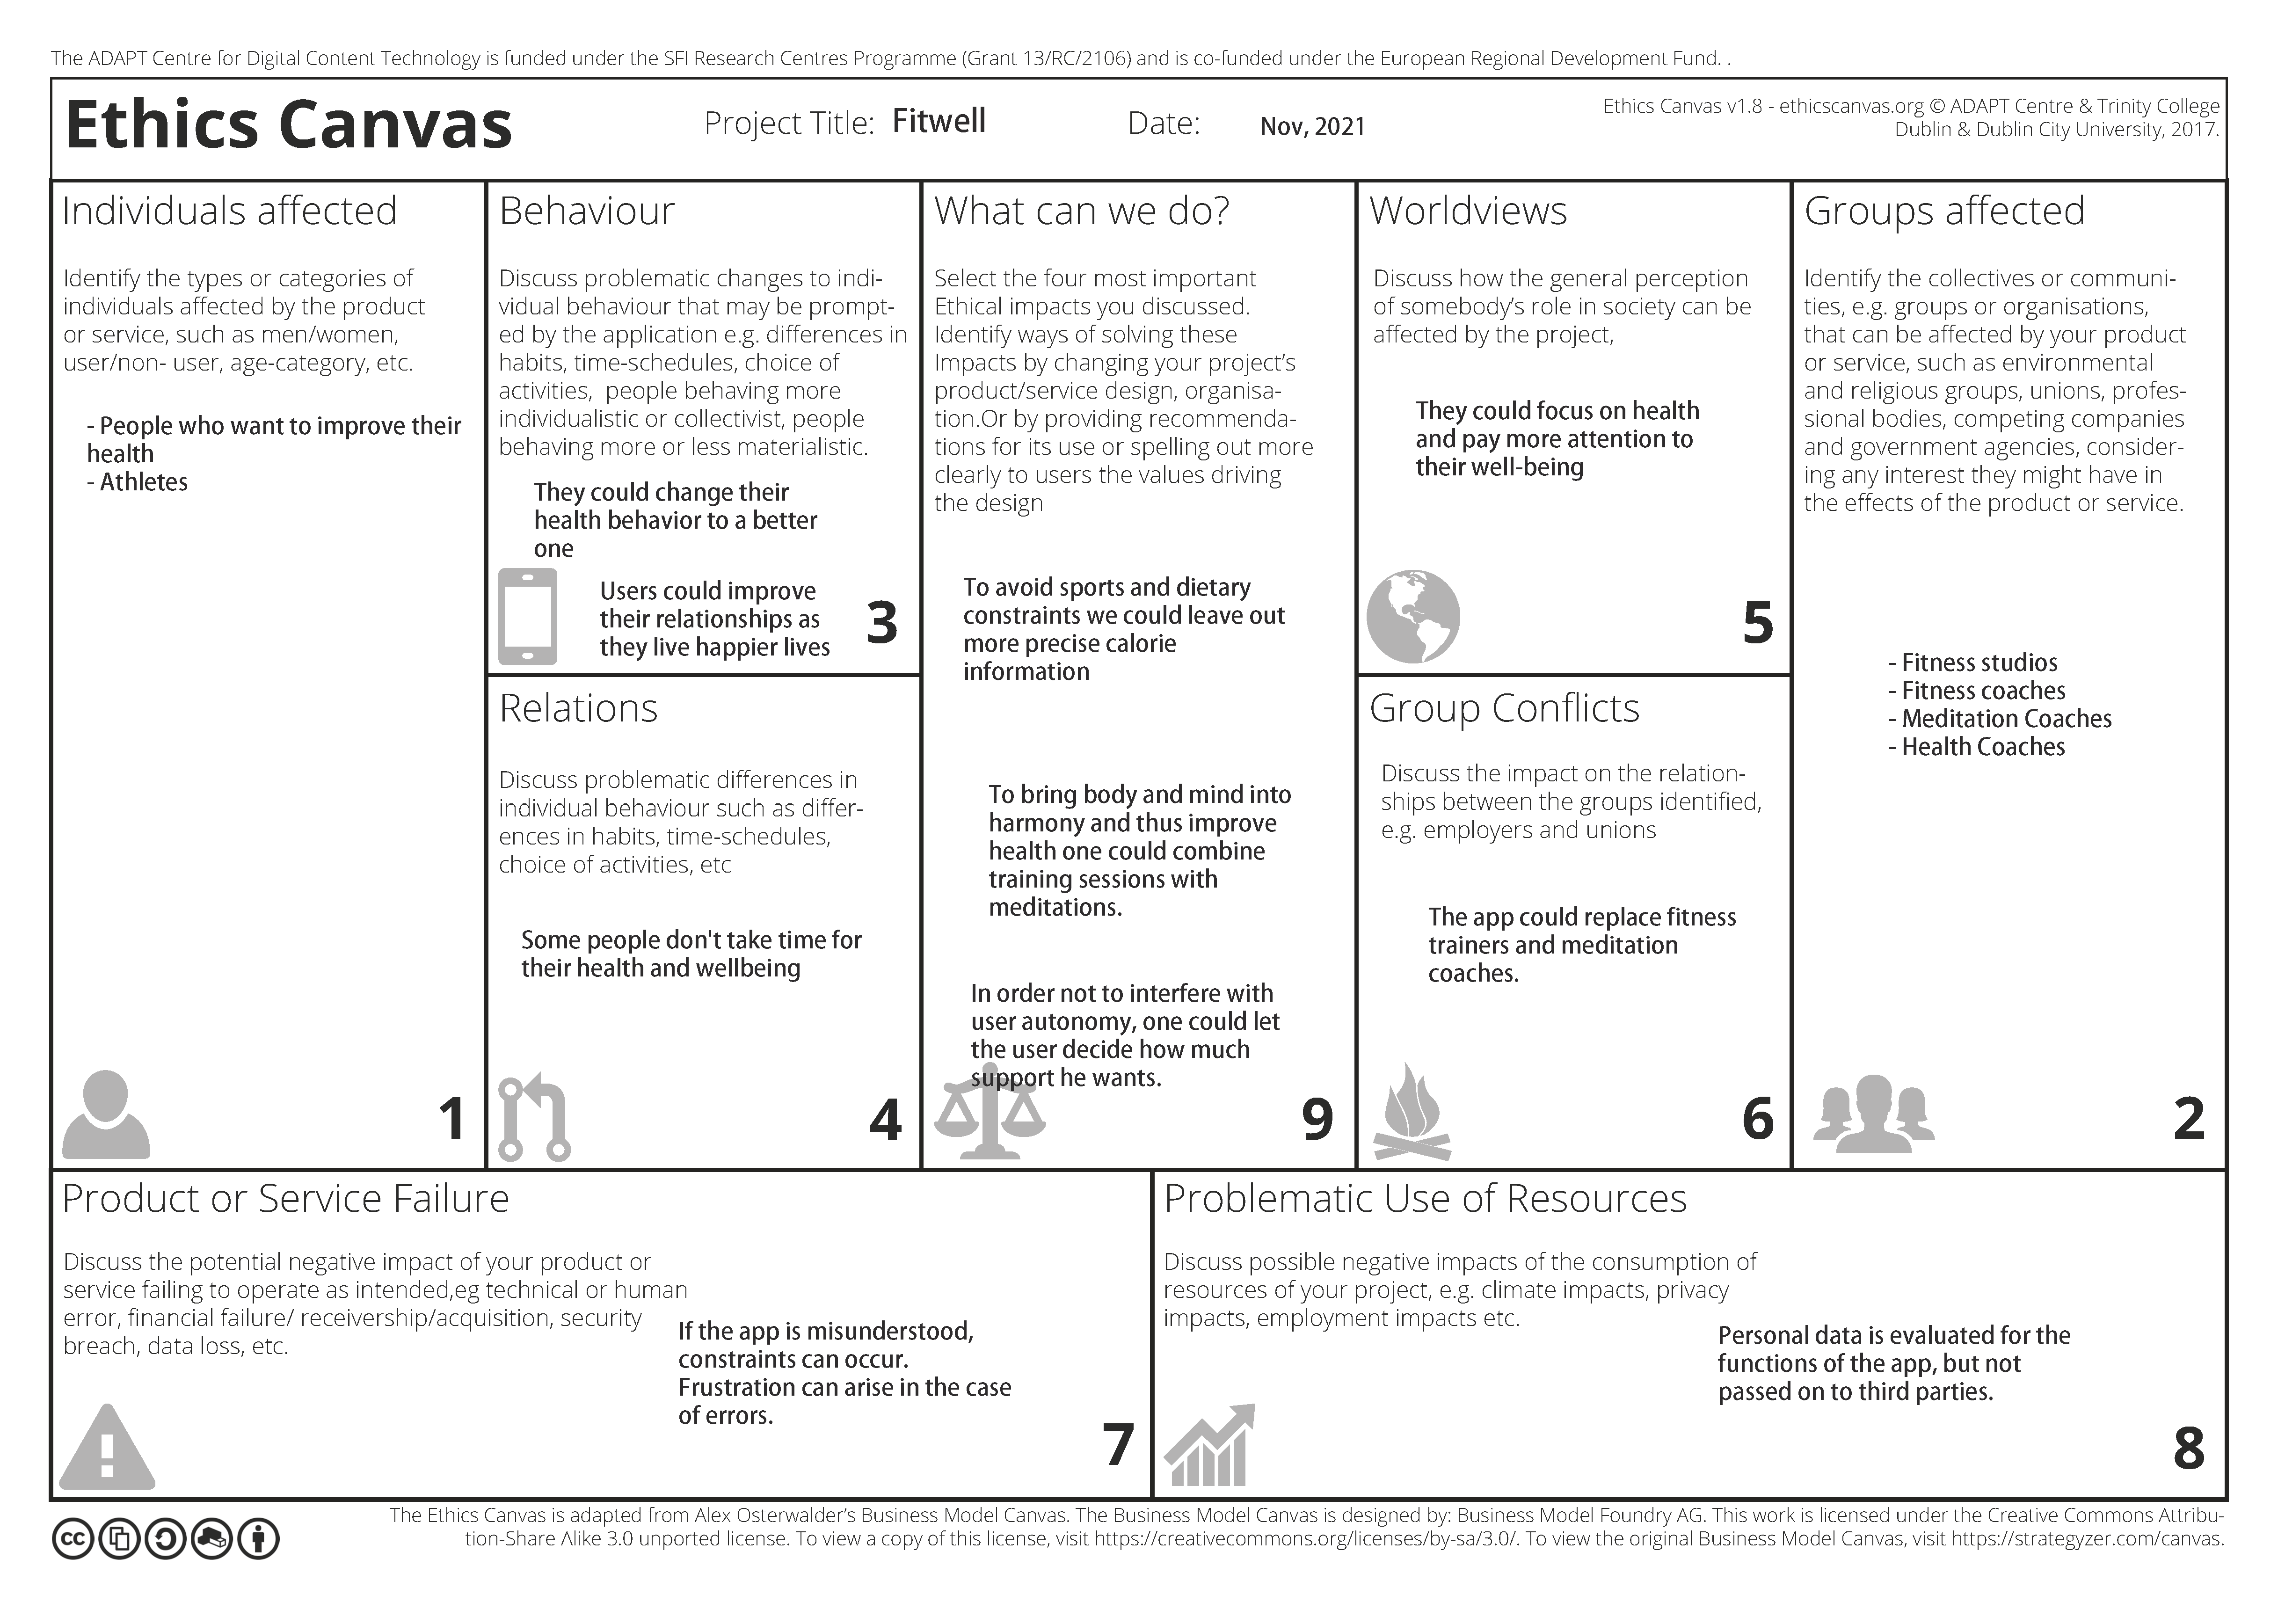 The ADAPT Centre for Digital Content Technology is funded under the SFI Research Centres Programme (Grant 13/RC/2106) and is co-funded under the European Regional Development Fund. .
Ethics Canvas
Project Title: Fitwell
Date: Nov, 2021
Ethics Canvas v1.8 - ethicscanvas.org © ADAPT Centre & Trinity College
Dublin & Dublin City University, 2017.
Individuals affected
Identify the types or categories of
individuals affected by the product
or service, such as men/women,
user/non- user, age-category, etc.
- People who want to improve their
health
- Athletes
1
Behaviour
Discuss problematic changes to indi-
vidual behaviour that may be prompt-
ed by the application e.g. differences in
habits, time-schedules, choice of
activities, people behaving more
individualistic or collectivist, people
behaving more or less materialistic.
They could change their
health behavior to a better
one
Users could improve
their relationships as
they live happier lives
3
Relations
Discuss problematic differences in
individual behaviour such as differ-
ences in habits, time-schedules,
choice of activities, etc
Some people don't take time for
their health and wellbeing
4
What can we do?
Select the four most important
Ethical impacts you discussed.
Identify ways of solving these
Impacts by changing your project's
product/service design, organisa-
tion.Or by providing recommenda-
tions for its use or spelling out more
clearly to users the values driving
the design
To avoid sports and dietary
constraints we could leave out
more precise calorie
information
To bring body and mind into
harmony and thus improve
health one could combine
training sessions with
meditations.
In order not to interfere with
user autonomy, one could let
the user decide how much
support he wants.
9
Worldviews
Discuss how the general perception
of somebody's role in society can be
affected by the project,
They could focus on health
and pay more attention to
their well-being
5
Group Conflicts
Discuss the impact on the relation-
ships between the groups identified,
e.g. employers and unions
The app could replace fitness
trainers and meditation
coaches.
6
Groups affected
Identify the collectives or communi-
ties, e.g. groups or organisations,
that can be affected by your product
or service, such as environmental
and religious groups, unions, profes-
sional bodies, competing companies
and government agencies, consider-
ing any interest they might have in
the effects of the product or service.
- Fitness studios
- Fitness coaches
- Meditation Coaches
- Health Coaches
2
Product or Service Failure
Discuss the potential negative impact of your product or
service failing to operate as intended,eg technical or human
error, financial failure/ receivership/acquisition, security
breach, data loss, etc.
If the app is misunderstood,
constraints can occur.
Frustration can arise in the case
of errors.
7
Problematic Use of Resources
Discuss possible negative impacts of the consumption of
resources of your project, e.g. climate impacts, privacy
impacts, employment impacts etc.
Personal data is evaluated for the
functions of the app, but not
passed on to third parties.
8
cc
The Ethics Canvas is adapted from Alex Osterwalder's Business Model Canvas. The Business Model Canvas is designed by: Business Model Foundry AG. This work is licensed under the Creative Commons Attribu-
tion-Share Alike 3.0 unported license. To view a copy of this license, visit https://creativecommons.org/licenses/by-sa/3.0/. To view the original Business Model Canvas, visit https://strategyzer.com/canvas.